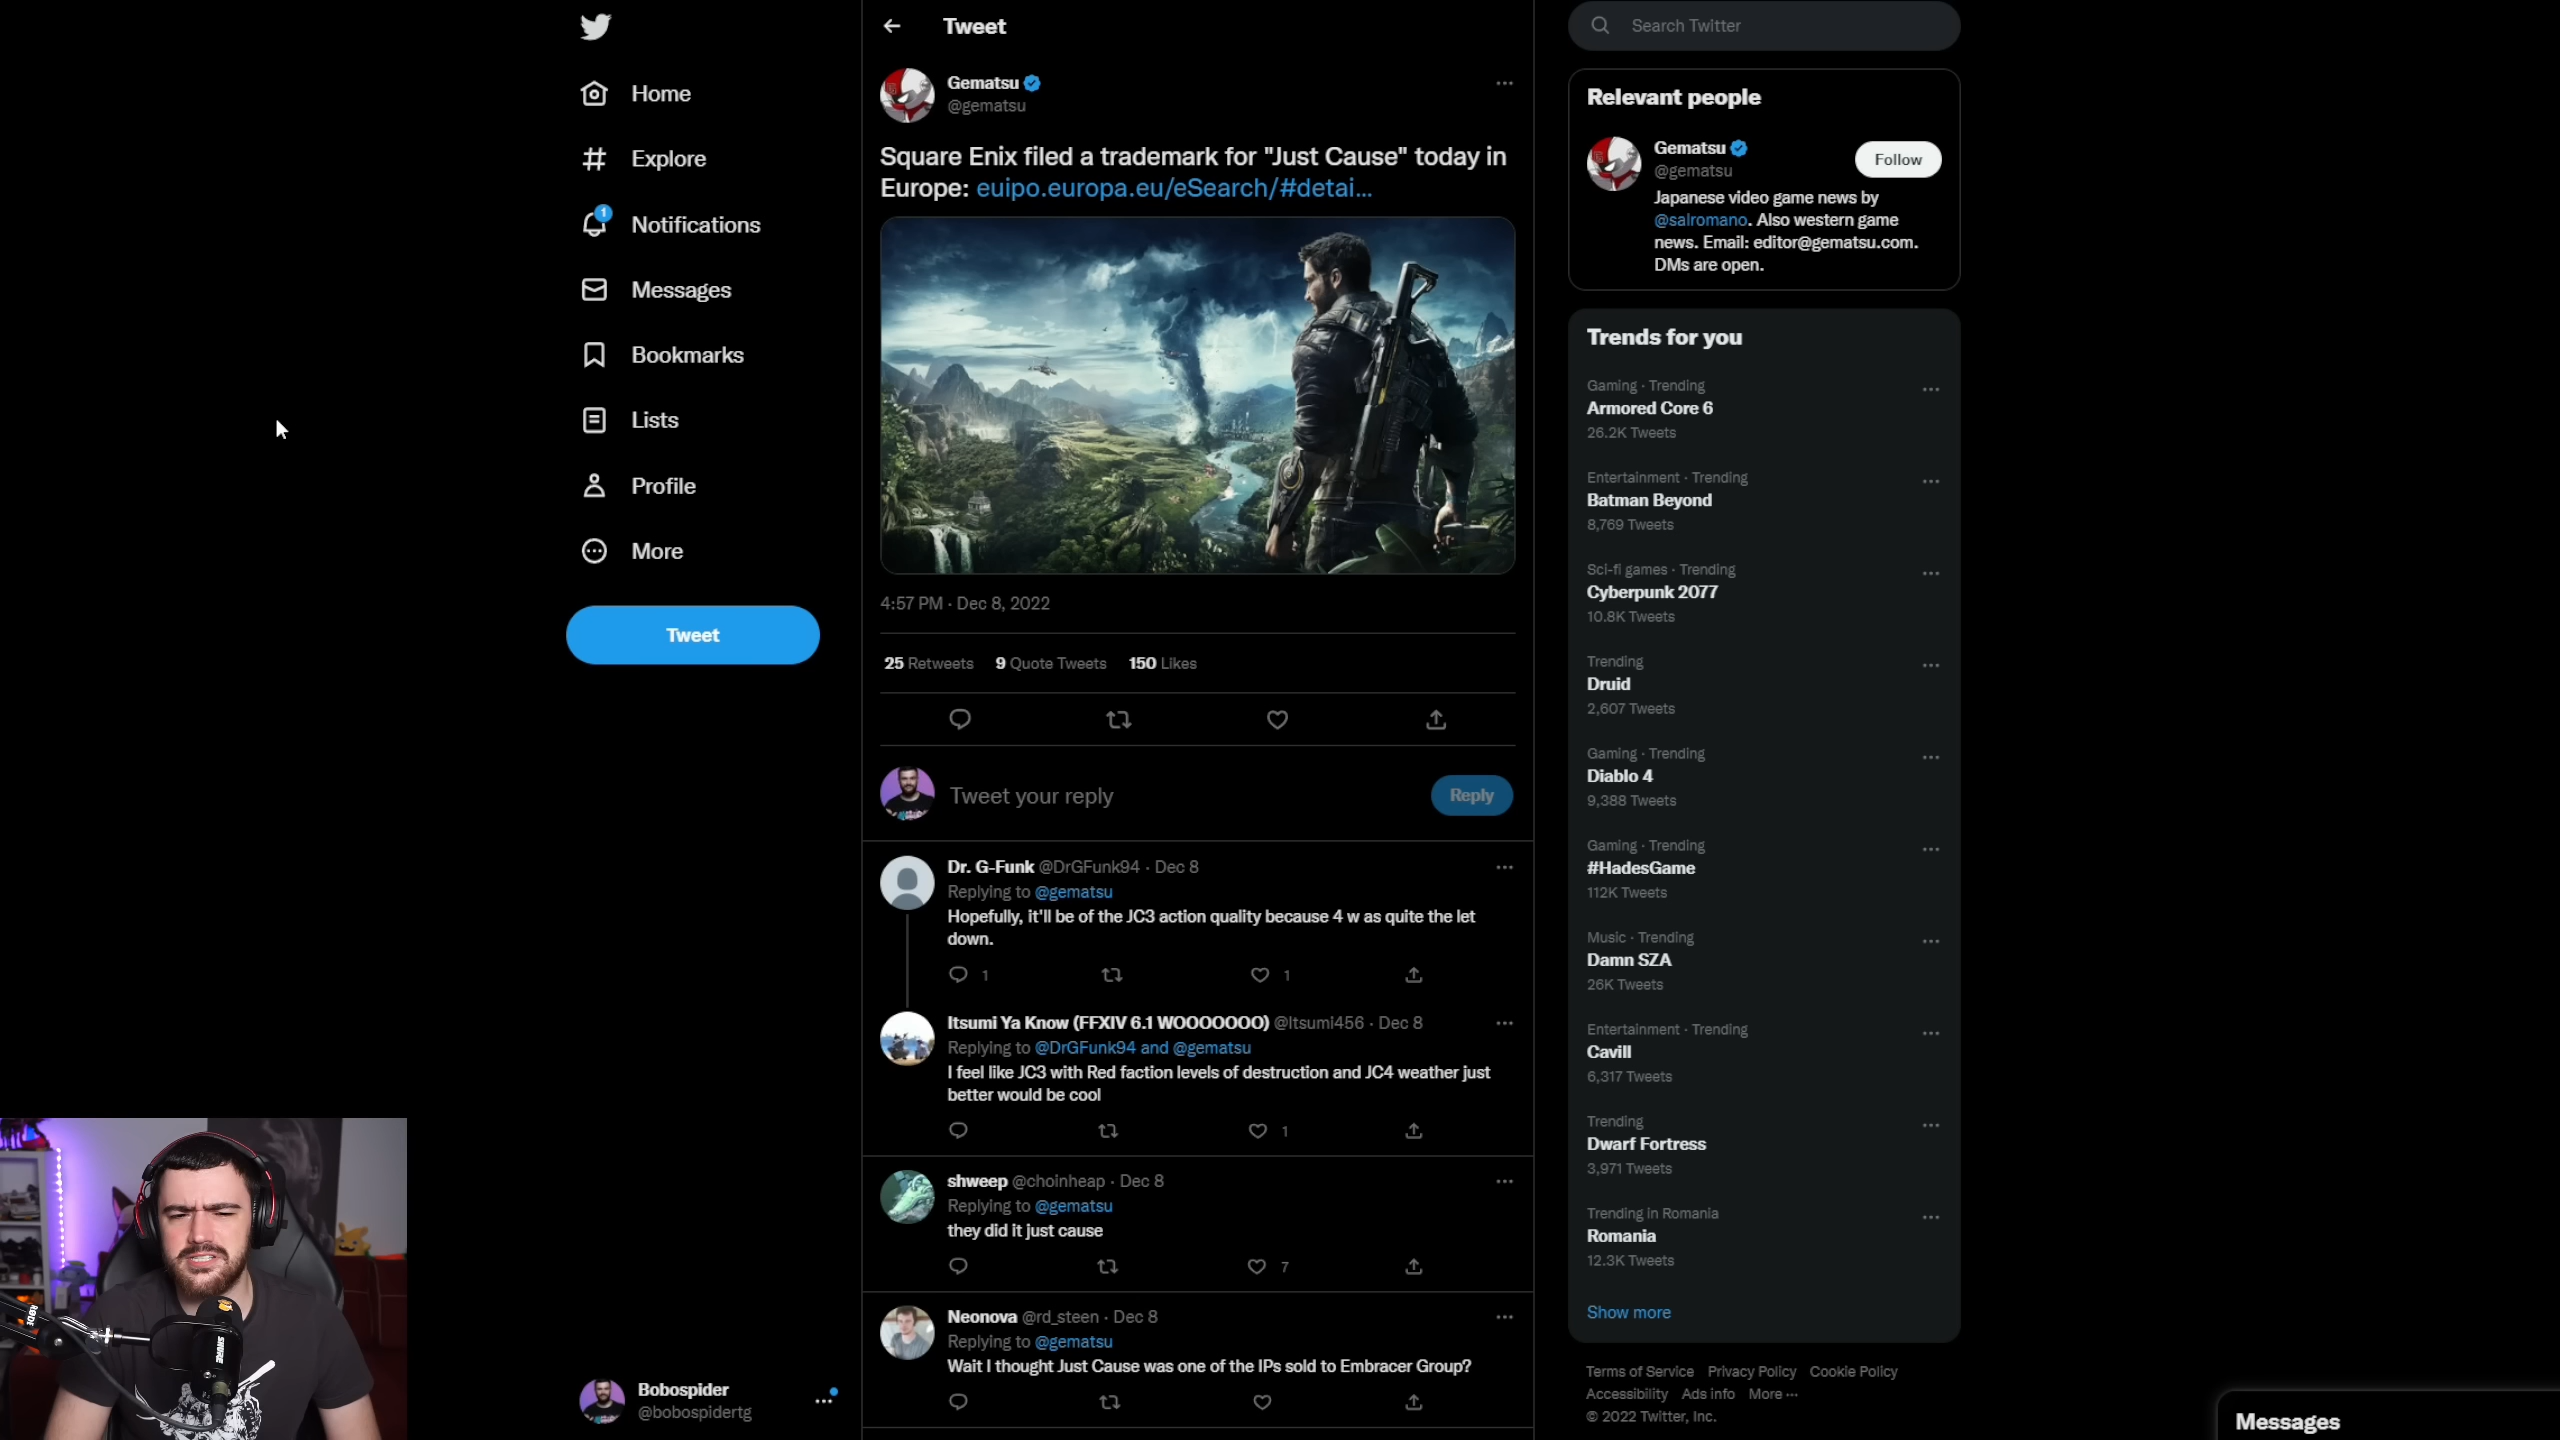 Home
Explore
1
Notifications
Messages
Bookmarks
Lists
Profile
More
Tweet
Bobospider
@bobospidertg
Tweet
Gematsu
@gematsu
Square Enix filed a trademark for "Just Cause" today in
Europe: euipo.europa.eu/eSearch/#detai...
4:57 PM · Dec 8, 2022
25 Retweets 9 Quote Tweets 150 Likes
Tweet your reply
Reply
Dr. G-Funk @DrGFunk94 · Dec 8
Replying to @gematsu
Hopefully, it'll be of the JC3 action quality because 4 w as quite the let
down.
1 1
Itsumi Ya Know (FFXIV 6.1 WOOOOOOO) @Itsumi456 · Dec 8
Replying to @DrGFunk94 and @gematsu
I feel like JC3 with Red faction levels of destruction and JC4 weather just
better would be cool
1
shweep @choinheap · Dec 8
Replying to @gematsu
they did it just cause
7
Neonova @rd_steen · Dec 8
Replying to @gematsu
Wait I thought Just Cause was one of the IPs sold to Embracer Group?
Search Twitter
Relevant people
Gematsu
@gematsu
Follow
Japanese video game news by
@salromano. Also western game
news. Email: editor@gematsu.com.
DMs are open.
Trends for you
Gaming · Trending
Armored Core 6
26.2K Tweets
Entertainment · Trending
Batman Beyond
8,769 Tweets
Sci-fi games · Trending
Cyberpunk 2077
10.8K Tweets
Trending
Druid
2,607 Tweets
Gaming · Trending
Diablo 4
9,388 Tweets
Gaming · Trending
#HadesGame
112K Tweets
Music · Trending
Damn SZA
26K Tweets
Entertainment · Trending
Cavill
6,317 Tweets
Trending
Dwarf Fortress
3,971 Tweets
Trending in Romania
Romania
12.3K Tweets
Show more
Terms of Service Privacy Policy Cookie Policy
Accessibility Ads info More ···
© 2022 Twitter, Inc.
Messages
RØDE
SHURE